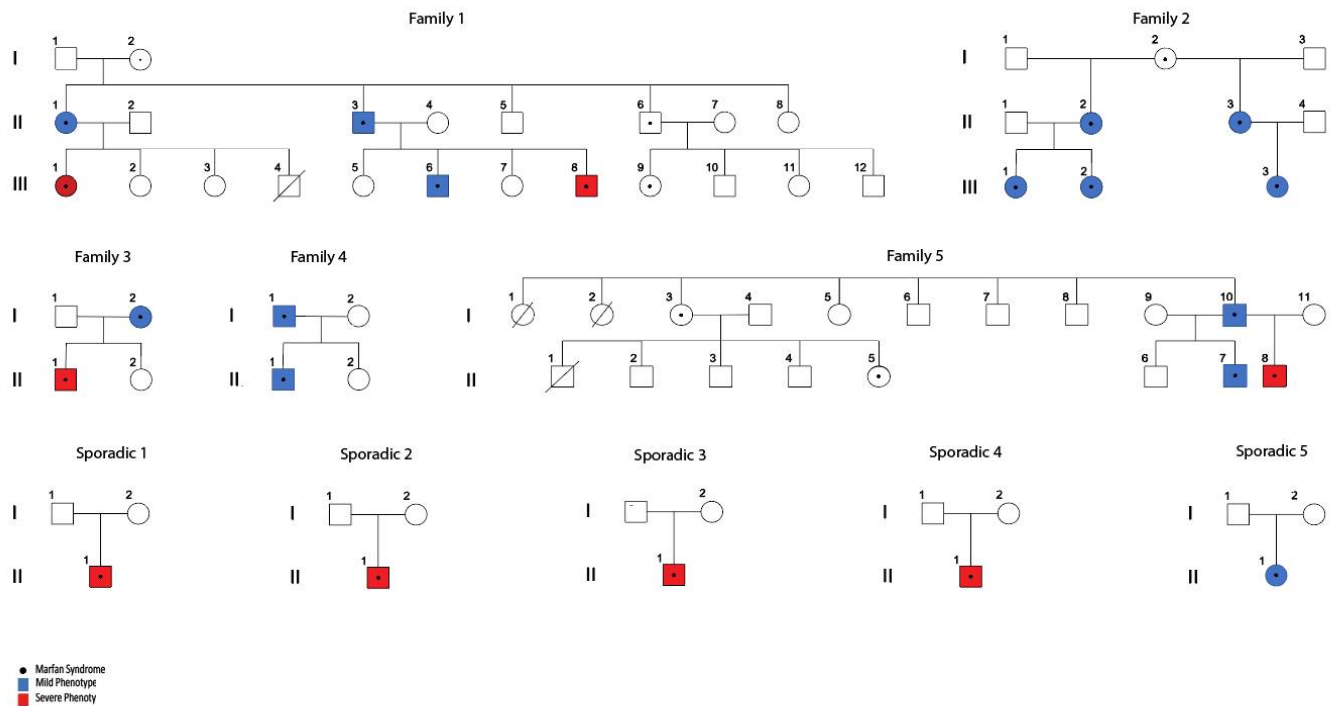 Family 1 Family 2
1 2 1 2 3
I I
1 2 3 4 5 6 7 8 1 2 3 4
II II
1 2 3 4 5 6 7 8 9 10 11 12 1 2 3
III III
Family 3 Family 4 Family 5
1 2 1 2 1 2 3 4 5 6 7 8 9 10 11
I I I
1 2 1 2 1 2 3 4 5 6 7 8
II II. II
Sporadic 1 Sporadic 2 Sporadic 3 Sporadic 4 Sporadic 5
1 2 1 2 2 1 2 1 2
I I I I I
1 1 1 1 1
II II II II II
Marfan Syndrome
Mild Phenotype
Severe Phenoty